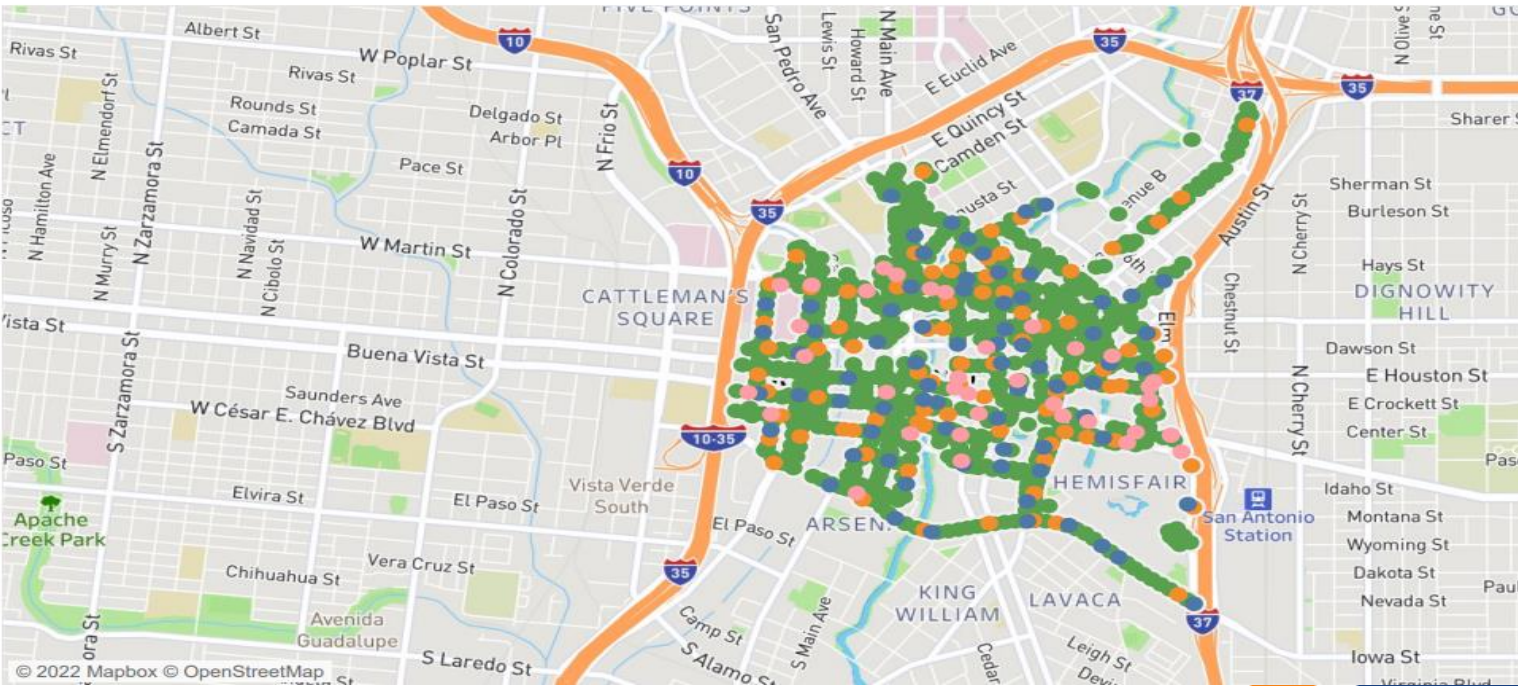 FIVE POINTS
Albert St
Rivas St
W Poplar St
Rivas St
Rounds St
Camada St
Delgado St
Arbor Pl
Pace St
N Elmendorf St
N Hamilton Ave
N Zarzamora St
N Murry St
N Navidad St
N Cibolo St
N Colorado St
N Frio St
W Martin St
10
10
San Pedro Ave
Lewis St
Howard St
N Main Ave
E Euclid Ave
E Quincy St
Camden St
35
35
35
37
N Olive S
Sharer S
Sherman St
Burleson St
Austin St
N Cherry St
Hays St
DIGNOWITY
HILL
Chestnut St
Elm
Dawson St
E Houston St
E Crockett St
Center St
N Cherry St
CATTLEMAN'S
SQUARE
Vista St
Buena Vista St
Saunders Ave
W César E. Chávez Blvd
S Zarzamora St
10-35
Paso St
Elvira St
El Paso St
Vista Verde
South
El Paso St
ARSEN
HEMISFAIR
San Antonio
Station
Idaho St
Montana St
Wyoming St
Dakota St
Nevada St
Apache
Creek Park
Chihuahua St
Vera Cruz St
Avenida
Guadalupe
35
Camp St
S Alamo St
S Main Ave
KING
WILLIAM
LAVACA
Cedar
Leigh St
37
Iowa St
Virginia Blvd
S Laredo St
© 2022 Mapbox © OpenStreetMap